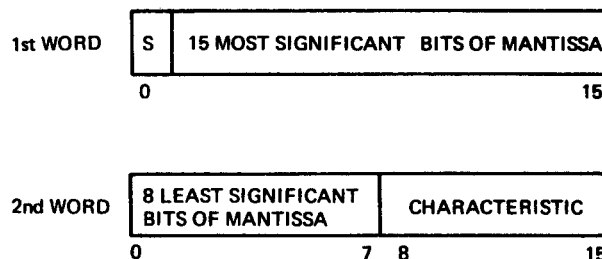 1st WORD S 15 MOST SIGNIFICANT BITS OF MANTISSA
0 15
2nd WORD 8 LEAST SIGNIFICANT BITS OF MANTISSA CHARACTERISTIC
0 7 8 15